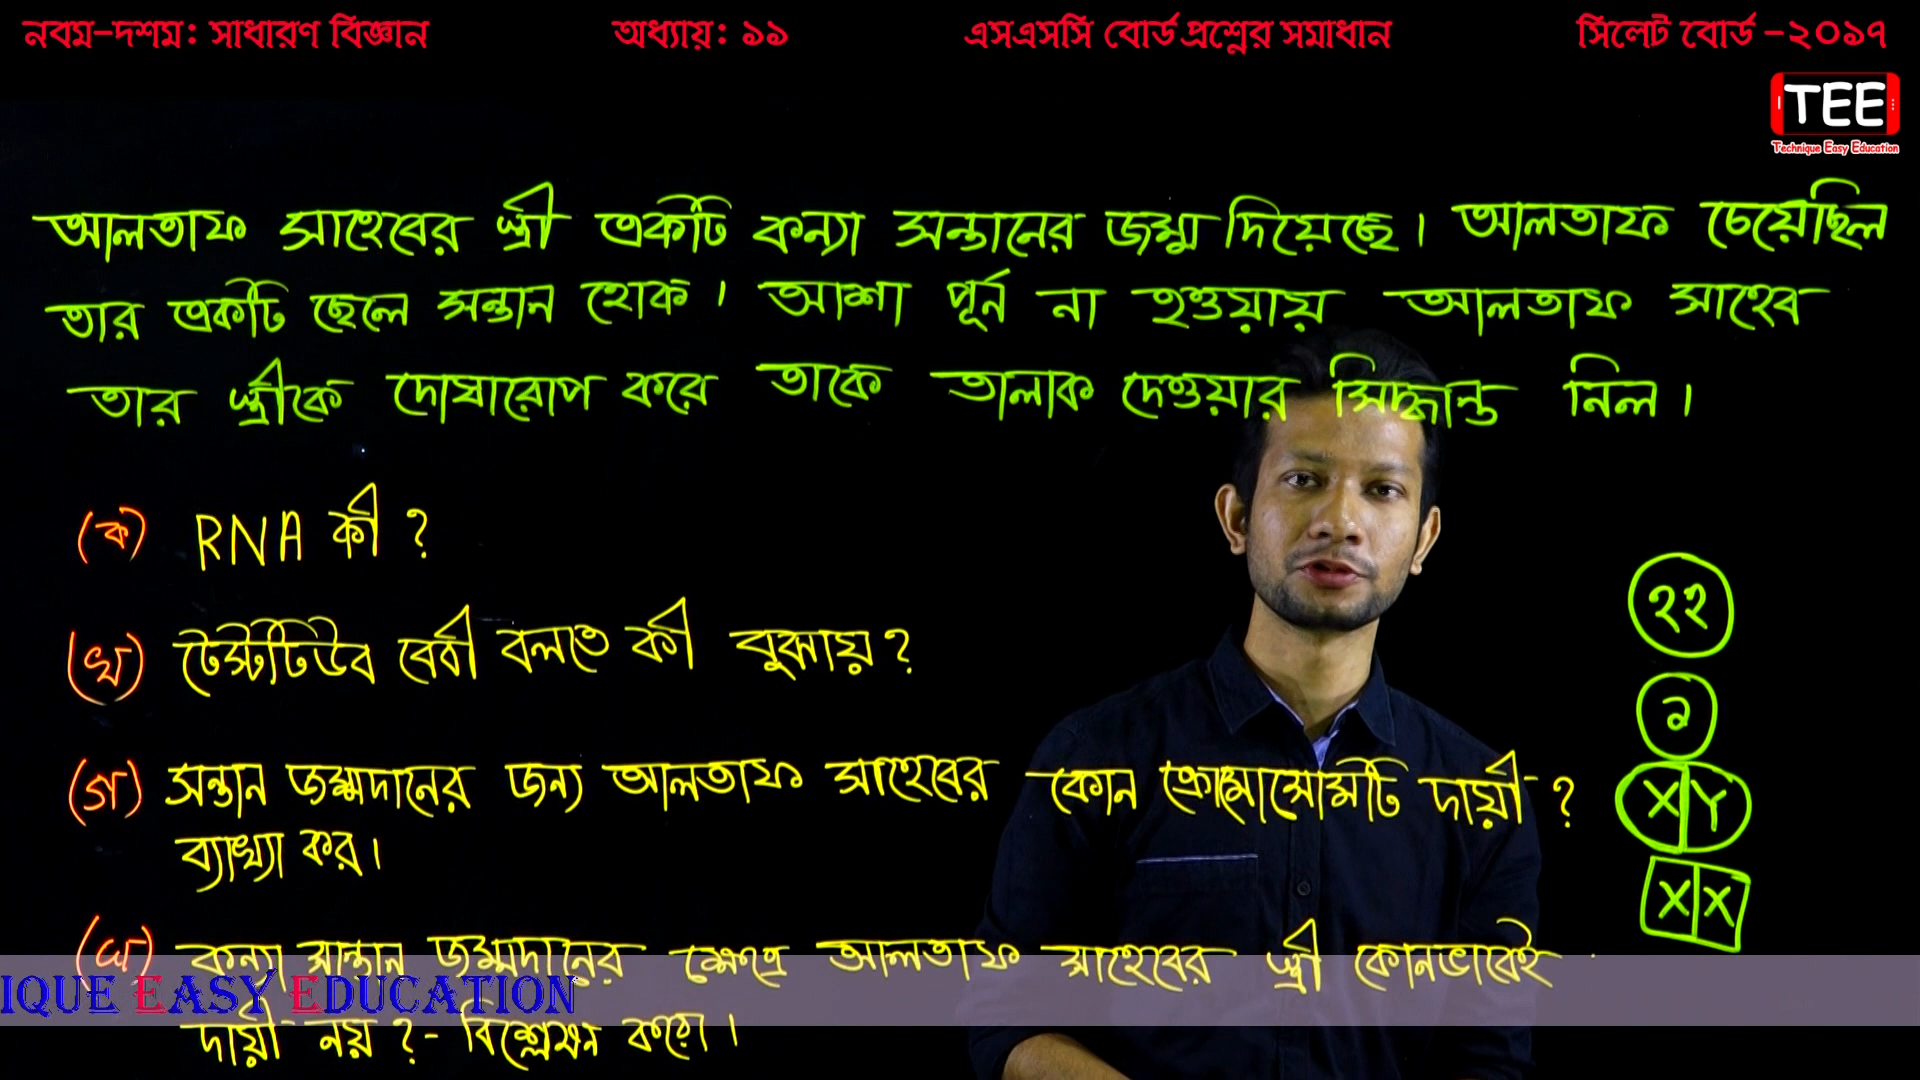 নবম-দশম: সাধারণ বিজ্ঞান অধ্যায়: ১১ এসএসসি বোর্ড প্রশ্নের সমাধান সিলেট বোর্ড -২০১৭
TEE
Technique Easy Education
আলতাফ সাহেবের স্ত্রী একটি কন্যা সন্তানের জন্ম দিয়েছে। আলতাফ চেয়েছিল
তার একটি ছেলে সন্তান হোক। আশা পূর্ন না হওয়ায় আলতাফ সাহেব
তার স্ত্রীকে দোষারোপ করে তাকে তালাক দেওয়ার সিদ্ধান্ত নিল।
(ক) RNA কী ?
(খ) টেস্টটিউব বেবী বলতে কী বুঝায় ?
(গ) সন্তান জন্মদানের জন্য আলতাফ সাহেবের কোন ক্রোমোসোমটি দায়ী ?
ব্যাখ্যা কর।
২২
১
X Y
X X
(ঘ) কন্যা সান্তান জন্মদানের ক্ষেত্রে আলতাফ সাহেবের স্ত্রী কোনভাবেই
দায়ী নয় ? - বিশ্লেষণ করো।
IQUE EASY EDUCATION